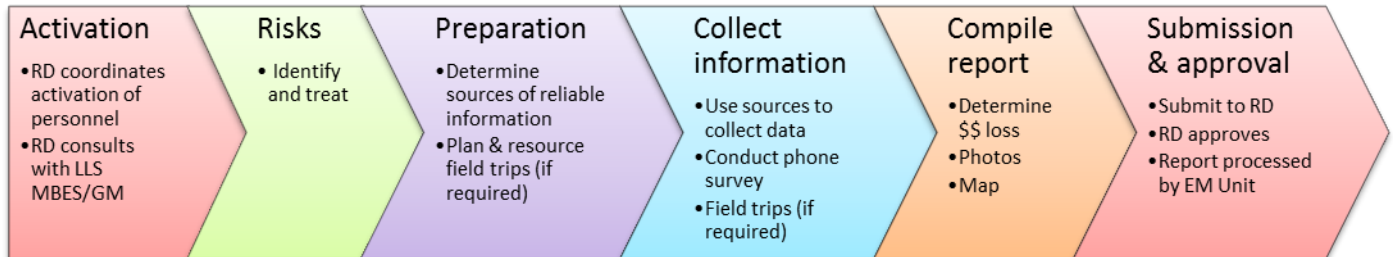 Activation
•RD coordinates
activation of
personnel
•RD consults
with LLS
MBES/GM
Risks
• Identify
and treat
Preparation
•Determine
sources of reliable
information
•Plan & resource
field trips (if
required)
Collect
information
•Use sources to
collect data
•Conduct phone
survey
•Field trips (if
required)
Compile
report
•Determine
$$ loss
•Photos
•Map
Submission
& approval
•Submit to RD
•RD approves
•Report processed
by EM Unit